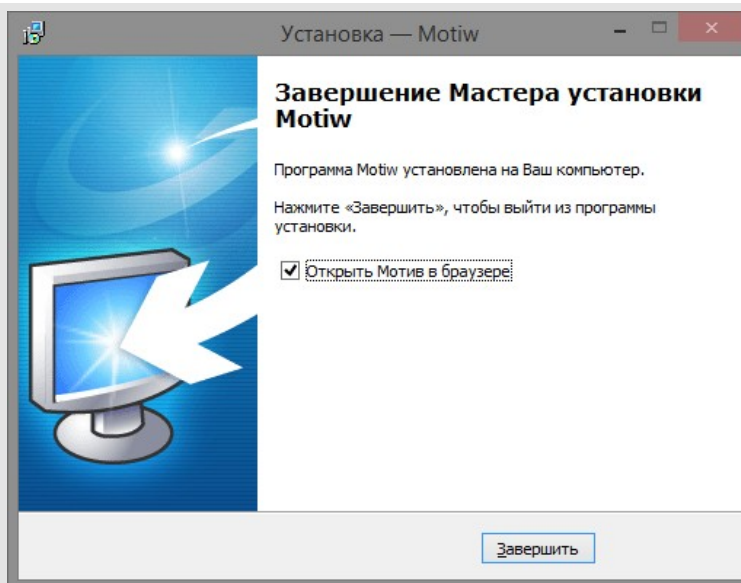 Установка — Motiw
Завершение Мастера установки
Motiw
Программа Motiw установлена на Ваш компьютер.
Нажмите «Завершить», чтобы выйти из программы
установки.
Открыть Мотив в браузере
Завершить